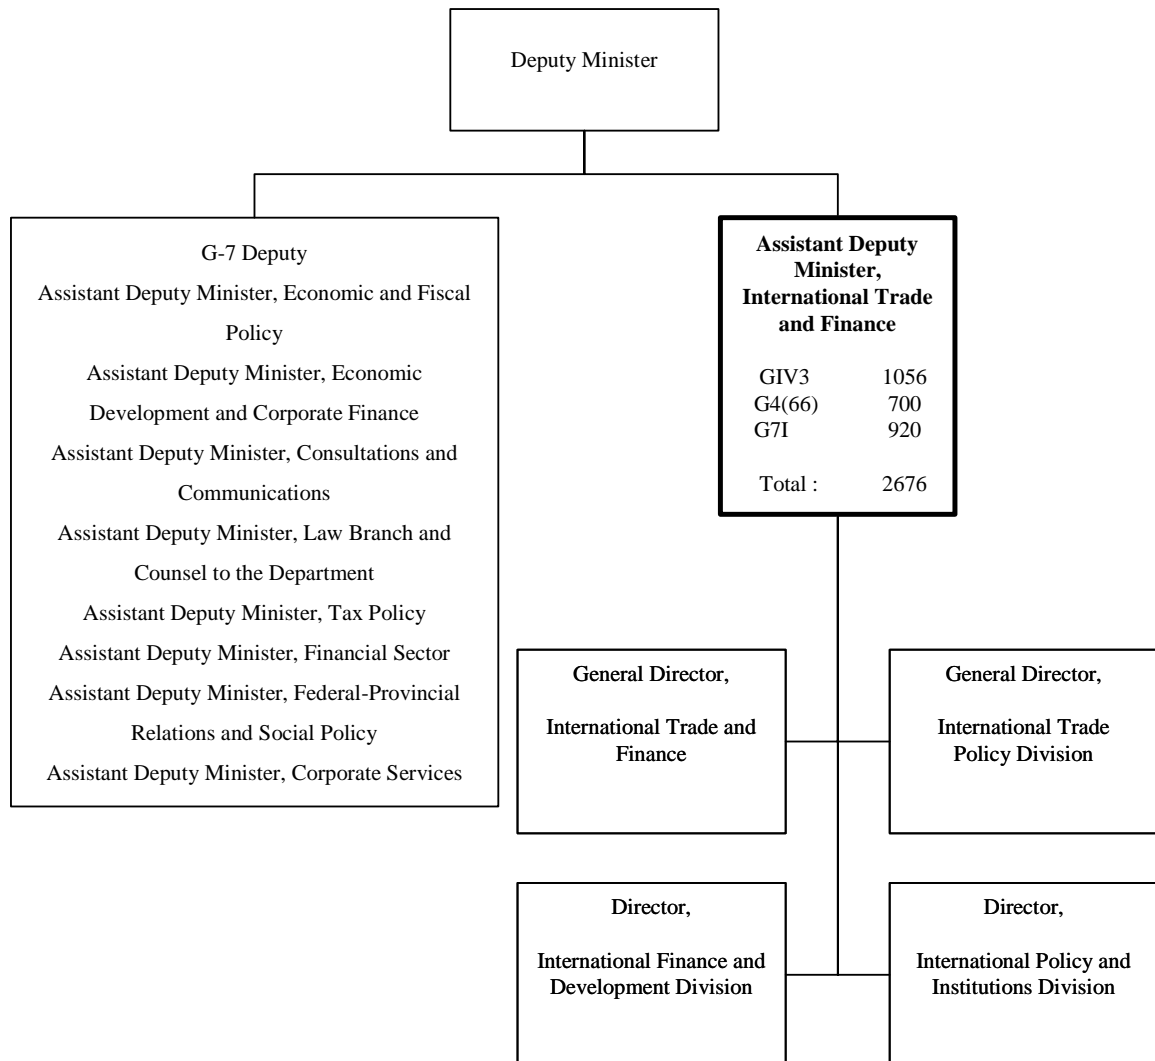 Deputy Minister
G-7 Deputy
Assistant Deputy Minister, Economic and Fiscal
Policy
Assistant Deputy Minister, Economic
Development and Corporate Finance
Assistant Deputy Minister, Consultations and
Communications
Assistant Deputy Minister, Law Branch and
Counsel to the Department
Assistant Deputy Minister, Tax Policy
Assistant Deputy Minister, Financial Sector
Assistant Deputy Minister, Federal-Provincial
Relations and Social Policy
Assistant Deputy Minister, Corporate Services
Assistant Deputy
Minister,
International Trade
and Finance
GIV3 1056
G4(66) 700
G7I 920
Total : 2676
General Director,
International Trade and
Finance
General Director,
International Trade
Policy Division
Director,
International Finance and
Development Division
Director,
International Policy and
Institutions Division